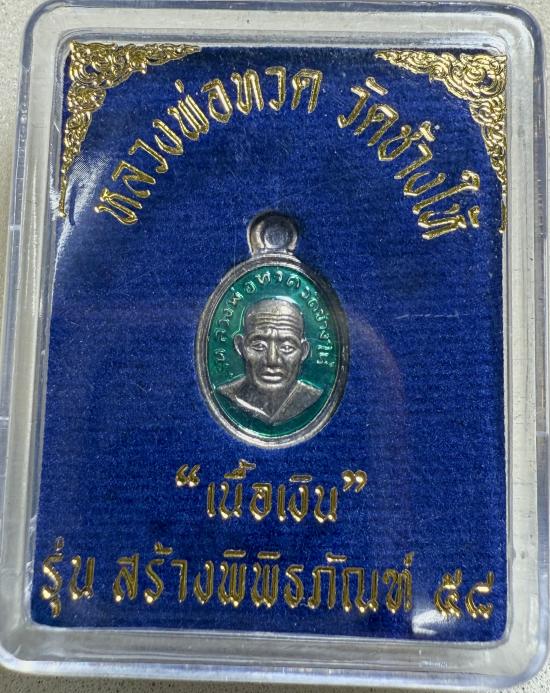 หลวงพ่อทวด วัดช้างให้
หลวงพ่อทวดวัดช้างให้
“เนื้อเงิน”
รุ่น สร้างพิพิธภัณฑ์ ๕๘